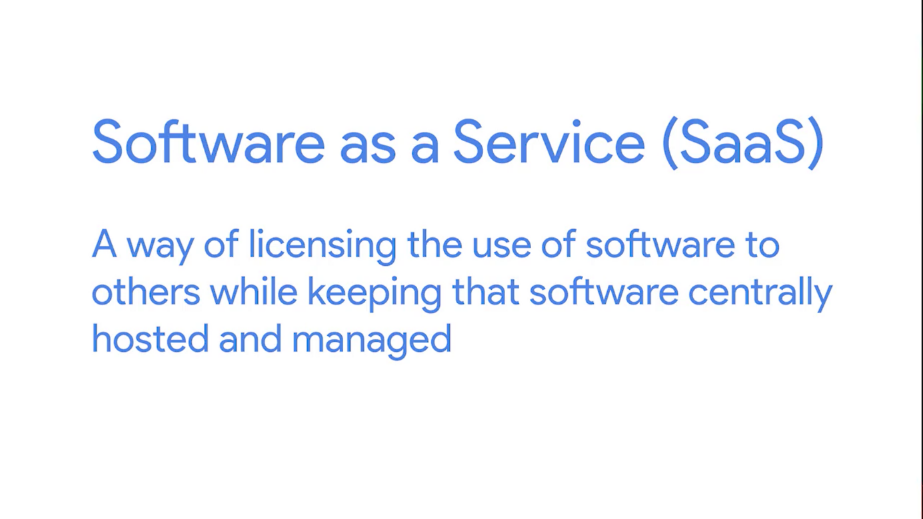 Software as a Service (SaaS)
A way of licensing the use of software to
others while keeping that software centrally
hosted and managed